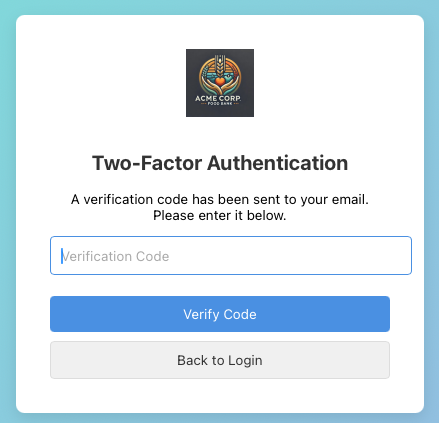 ACME CORP
FOOD BANK
Two-Factor Authentication
A verification code has been sent to your email.
Please enter it below.
Verification Code
Verify Code
Back to Login